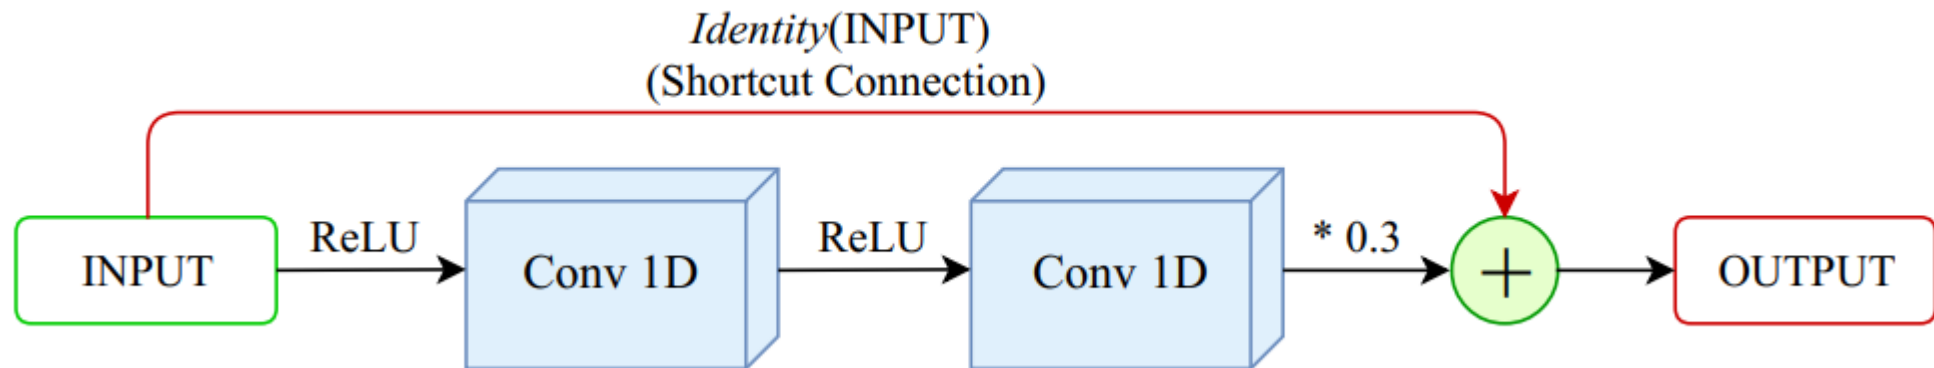 Identity(INPUT)
(Shortcut Connection)
INPUT
ReLU
Conv 1D
ReLU
Conv 1D
* 0.3
+
OUTPUT